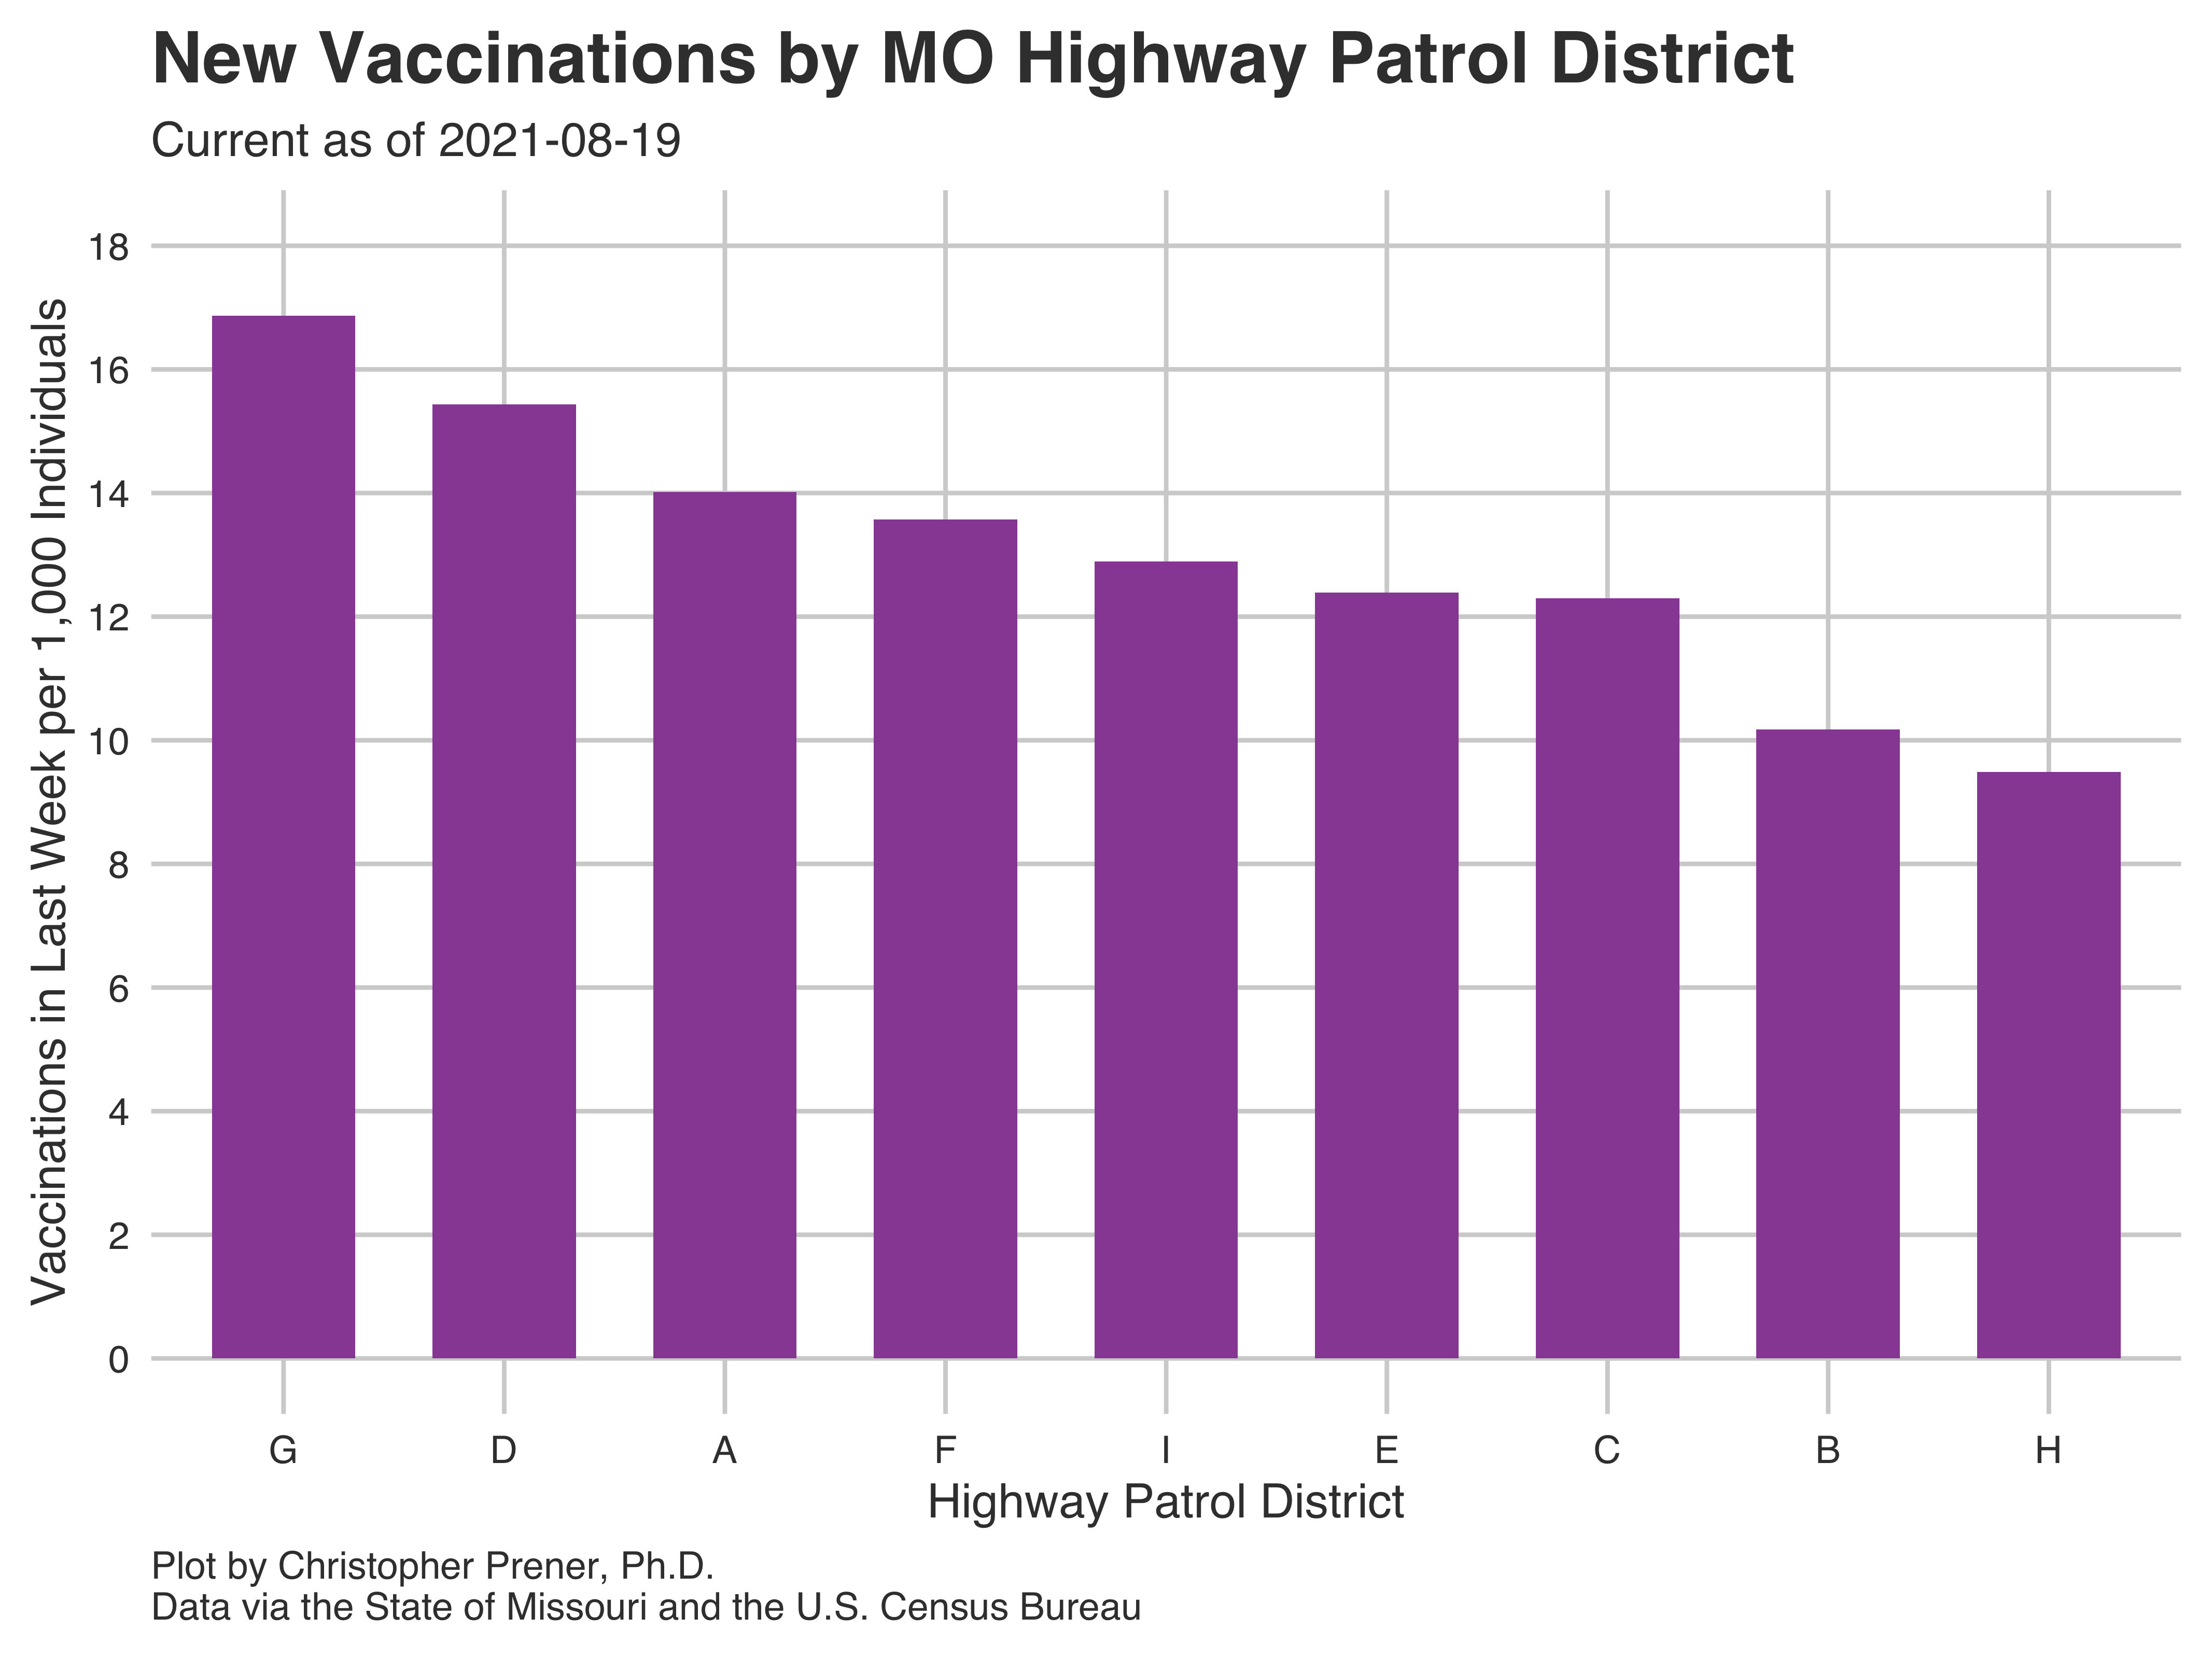 New Vaccinations by MO Highway Patrol District
Current as of 2021-08-19
Vaccinations in Last Week per 1,000 Individuals
18
16
14
12
10
8
6
4
2
0
G D A F I E C B H
Highway Patrol District
Plot by Christopher Prener, Ph.D.
Data via the State of Missouri and the U.S. Census Bureau